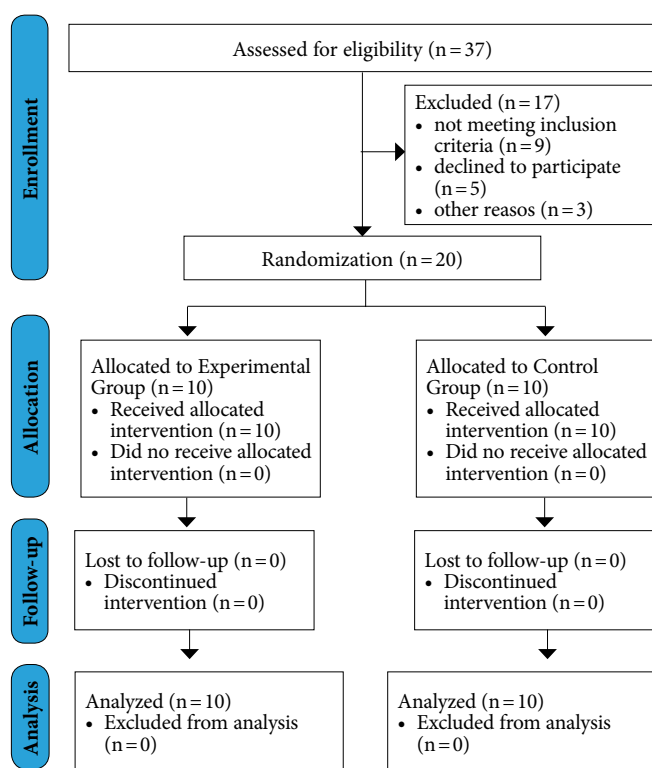 Enrollment
Assessed for eligibility (n = 37)
Excluded (n = 17)
• not meeting inclusion
criteria (n = 9)
• declined to participate
(n = 5)
• other reasos (n = 3)
Randomization (n = 20)
Allocation
Allocated to Experimental
Group (n = 10)
• Received allocated
intervention (n = 10)
• Did no receive allocated
intervention (n = 0)
Allocated to Control
Group (n = 10)
• Received allocated
intervention (n = 10)
• Did no receive allocated
intervention (n = 0)
Follow-up
Lost to follow-up (n = 0)
• Discontinued
intervention (n = 0)
Lost to follow-up (n = 0)
• Discontinued
intervention (n = 0)
Analysis
Analyzed (n = 10)
• Excluded from analysis
(n = 0)
Analyzed (n = 10)
• Excluded from analysis
(n = 0)